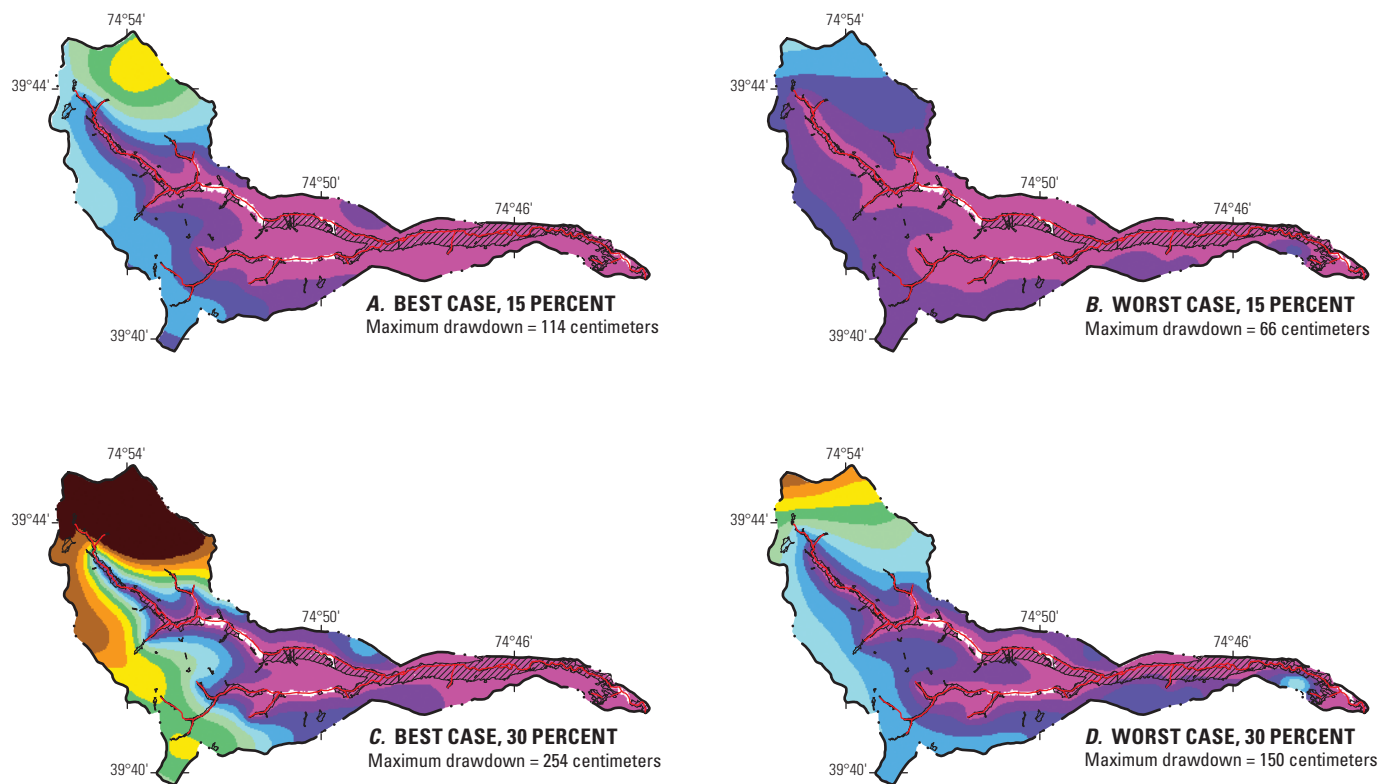 74°54'
39°44'
74°50'
74°46'
A. BEST CASE, 15 PERCENT
Maximum drawdown = 114 centimeters
39°40'
74°54'
39°44'
74°50'
74°46'
B. WORST CASE, 15 PERCENT
Maximum drawdown = 66 centimeters
39°40'
74°54'
39°44'
74°50'
74°46'
C. BEST CASE, 30 PERCENT
Maximum drawdown = 254 centimeters
39°40'
74°54'
39°44'
74°50'
74°46'
D. WORST CASE, 30 PERCENT
Maximum drawdown = 150 centimeters
39°40'